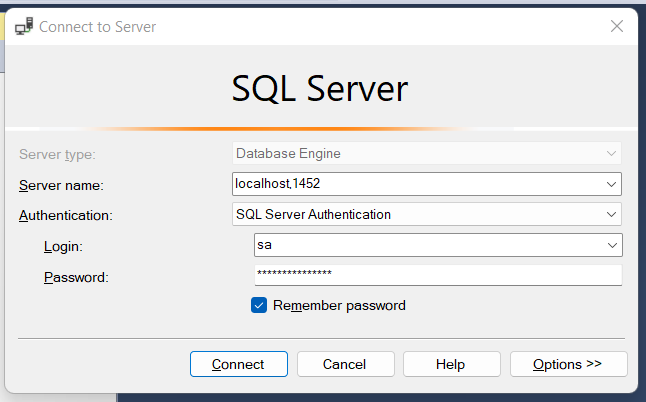 Connect to Server
SQL Server
Server type: Database Engine
Server name: localhost,1452
Authentication: SQL Server Authentication
Login: sa
Password: ***************
Remember password
Connect Cancel Help Options >>